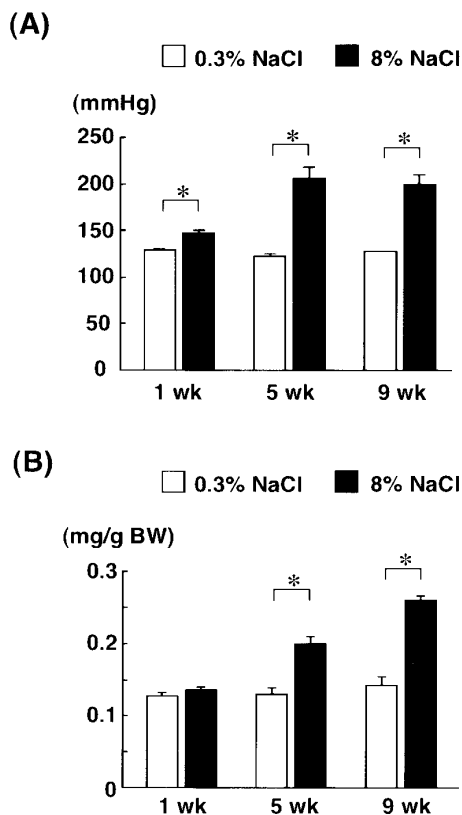 (A)
0.3% NaCl 8% NaCl
(mmHg)
250
200
150
100
50
0
* * *
1 wk 5 wk 9 wk
(B)
0.3% NaCl 8% NaCl
(mg/g BW)
0.3
0.2
0.1
0
* *
1 wk 5 wk 9 wk